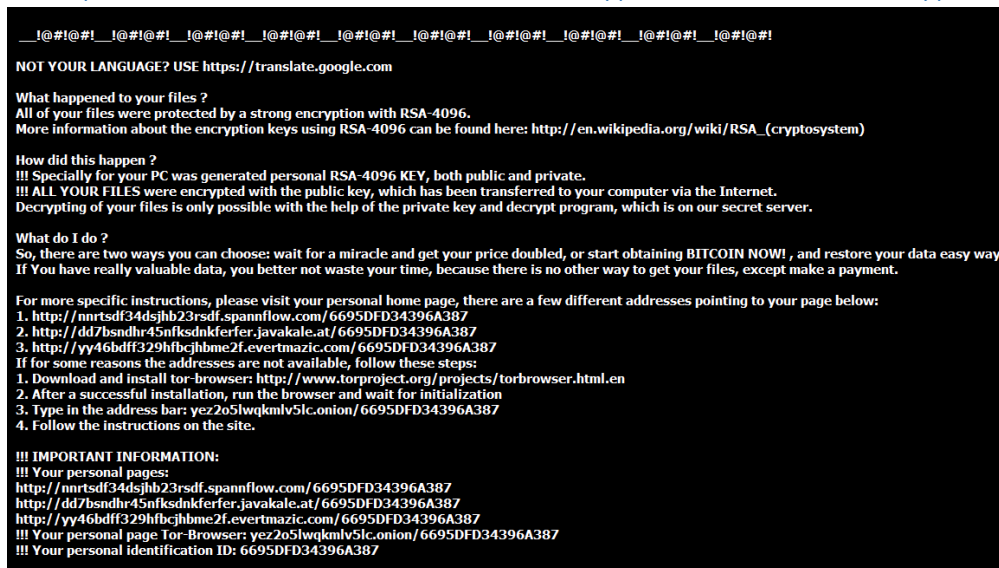 __!@#!@#!__!@#!@#!__!@#!@#!__!@#!@#!__!@#!@#!__!@#!@#!__!@#!@#!__!@#!@#!__!@#!@#!__!@#!@#!
NOT YOUR LANGUAGE? USE https://translate.google.com
What happened to your files ?
All of your files were protected by a strong encryption with RSA-4096.
More information about the encryption keys using RSA-4096 can be found here: http://en.wikipedia.org/wiki/RSA_(cryptosystem)
How did this happen ?
!!! Specially for your PC was generated personal RSA-4096 KEY, both public and private.
!!! ALL YOUR FILES were encrypted with the public key, which has been transferred to your computer via the Internet.
Decrypting of your files is only possible with the help of the private key and decrypt program, which is on our secret server.
What do I do ?
So, there are two ways you can choose: wait for a miracle and get your price doubled, or start obtaining BITCOIN NOW! , and restore your data easy way
If You have really valuable data, you better not waste your time, because there is no other way to get your files, except make a payment.
For more specific instructions, please visit your personal home page, there are a few different addresses pointing to your page below:
1. http://nnrtsdf34dsjhb23rsdf.spannflow.com/6695DFD34396A387
2. http://dd7bsndhr45nfksdnkferfer.javakale.at/6695DFD34396A387
3. http://yy46bdff329hfbcjhbme2f.evertmazic.com/6695DFD34396A387
If for some reasons the addresses are not available, follow these steps:
1. Download and install tor-browser: http://www.torproject.org/projects/torbrowser.html.en
2. After a successful installation, run the browser and wait for initialization
3. Type in the address bar: yez2o5lwqkmlv5lc.onion/6695DFD34396A387
4. Follow the instructions on the site.
!!! IMPORTANT INFORMATION:
!!! Your personal pages:
http://nnrtsdf34dsjhb23rsdf.spannflow.com/6695DFD34396A387
http://dd7bsndhr45nfksdnkferfer.javakale.at/6695DFD34396A387
http://yy46bdff329hfbcjhbme2f.evertmazic.com/6695DFD34396A387
!!! Your personal page Tor-Browser: yez2o5lwqkmlv5lc.onion/6695DFD34396A387
!!! Your personal identification ID: 6695DFD34396A387